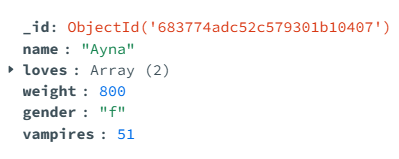 _id: ObjectId('683774adc52c579301b10407')
name : "Ayna"
loves : Array (2)
weight : 800
gender : "f"
vampires : 51